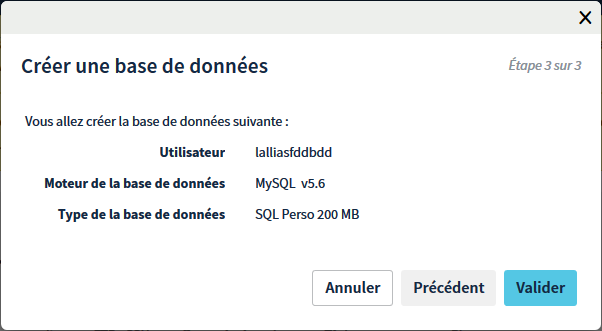 Créer une base de données
Étape 3 sur 3
Vous allez créer la base de données suivante :
Utilisateur lalliasfddbdd
Moteur de la base de données MySQL v5.6
Type de la base de données SQL Perso 200 MB
Annuler Précédent Valider